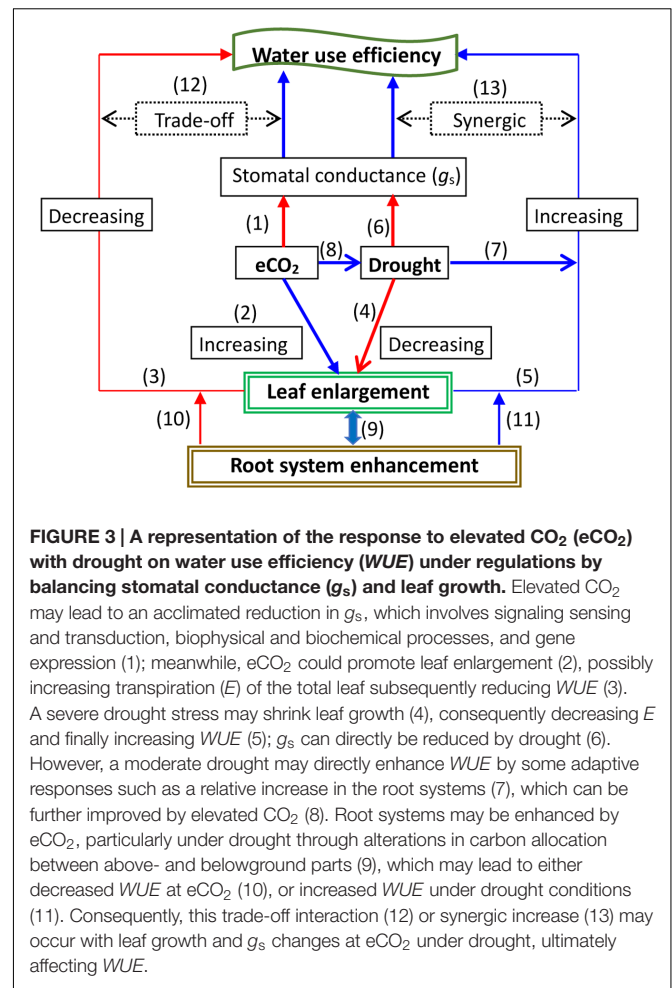 Water use efficiency
(12)
(13)
Trade-off
Synergic
Stomatal conductance (gs)
Decreasing
Increasing
(1)
(6)
(8)
(7)
eCO₂
Drought
(2)
(4)
Increasing
Decreasing
(3)
Leaf enlargement
(5)
(10)
(9)
(11)
Root system enhancement
FIGURE 3 | A representation of the response to elevated CO₂ (eCO₂)
with drought on water use efficiency (WUE) under regulations by
balancing stomatal conductance (gs) and leaf growth. Elevated CO₂
may lead to an acclimated reduction in gs, which involves signaling sensing
and transduction, biophysical and biochemical processes, and gene
expression (1); meanwhile, eCO₂ could promote leaf enlargement (2), possibly
increasing transpiration (E) of the total leaf subsequently reducing WUE (3).
A severe drought stress may shrink leaf growth (4), consequently decreasing E
and finally increasing WUE (5); gs can directly be reduced by drought (6).
However, a moderate drought may directly enhance WUE by some adaptive
responses such as a relative increase in the root systems (7), which can be
further improved by elevated CO₂ (8). Root systems may be enhanced by
eCO₂, particularly under drought through alterations in carbon allocation
between above- and belowground parts (9), which may lead to either
decreased WUE at eCO₂ (10), or increased WUE under drought conditions
(11). Consequently, this trade-off interaction (12) or synergic increase (13) may
occur with leaf growth and gs changes at eCO₂ under drought, ultimately
affecting WUE.